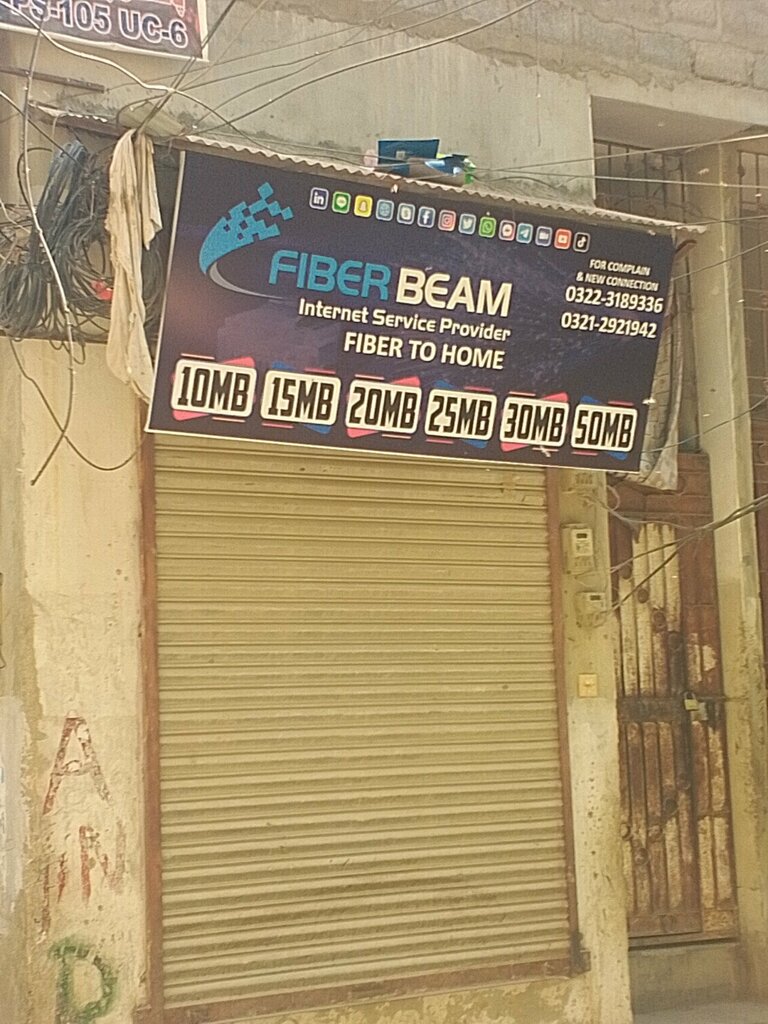 PS-105 UC-6
FIBER BEAM
Internet Service Provider
FIBER TO HOME
FOR COMPLAIN
& NEW CONNECTION
0322-3189336
0321-2921942
10MB 15MB 20MB 25MB 30MB 50MB
A